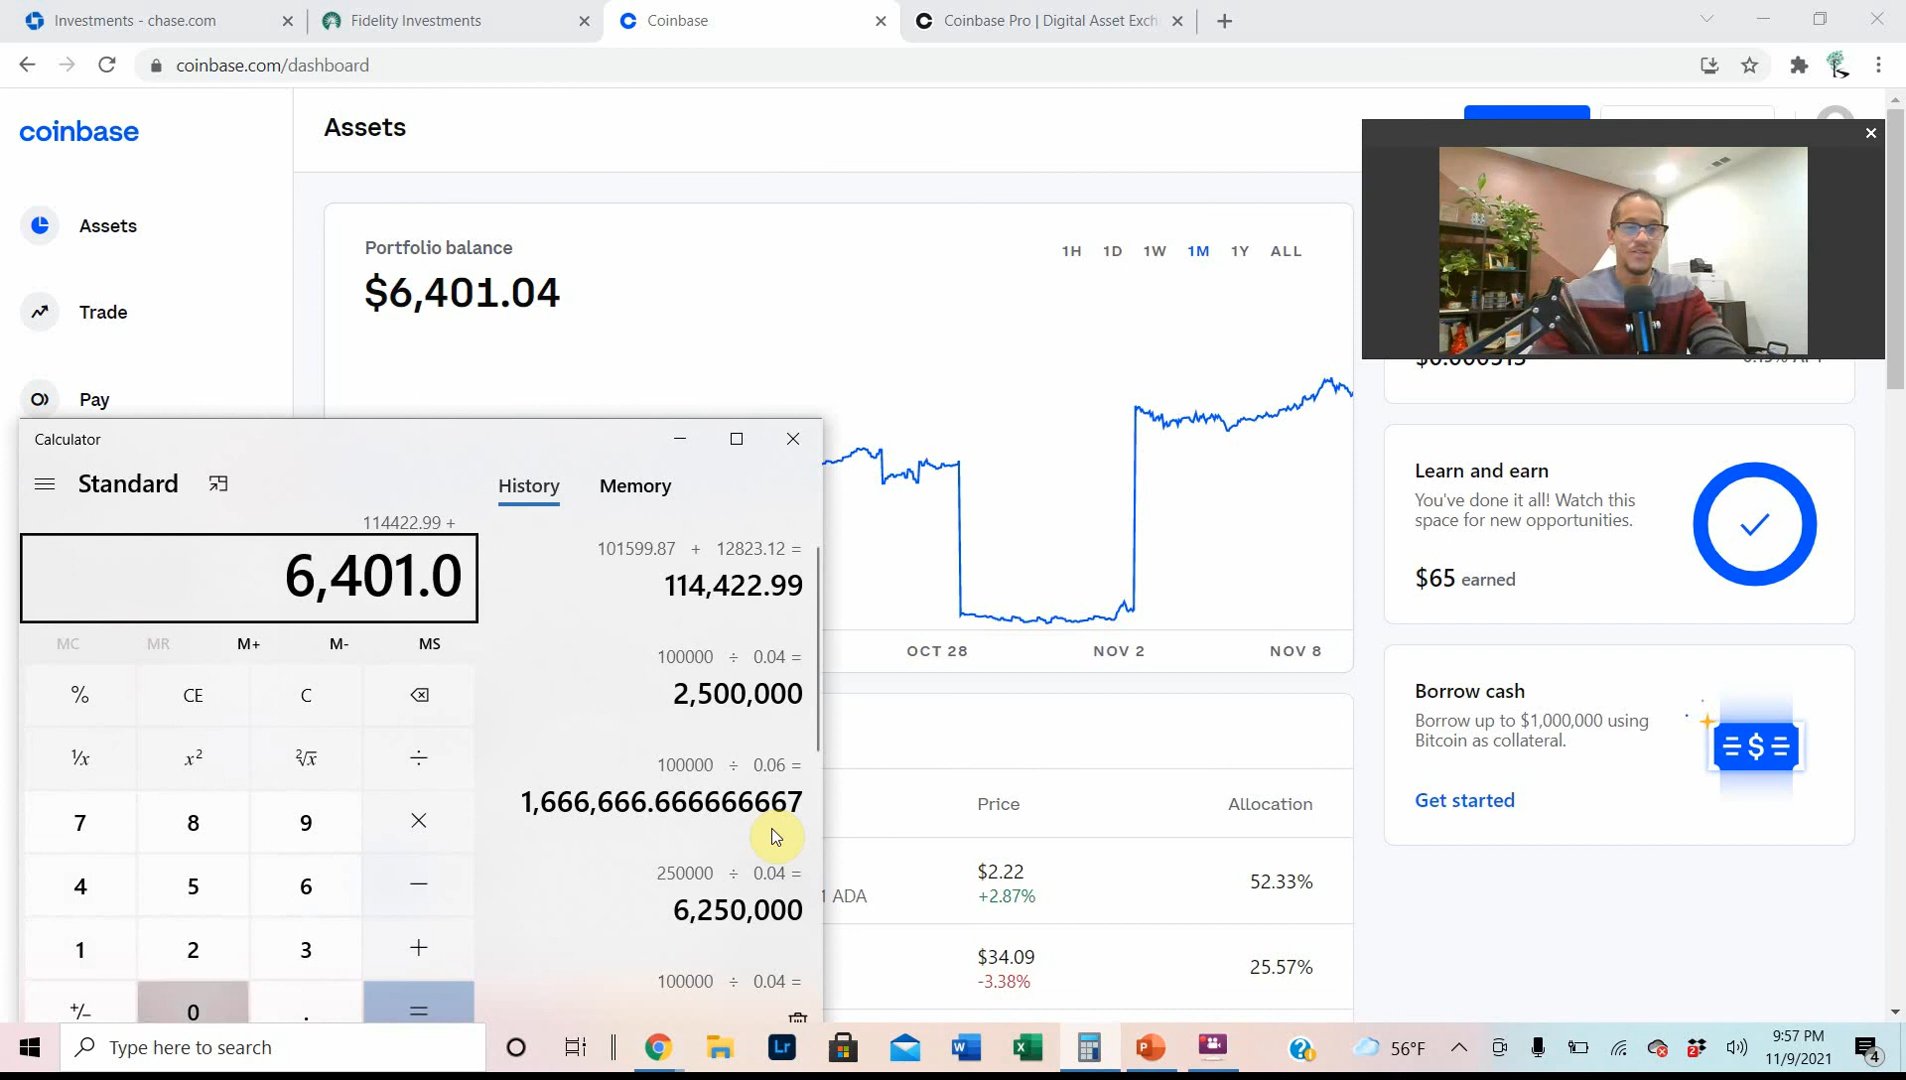 Investments - chase.com
Fidelity Investments
Coinbase
Coinbase Pro | Digital Asset Exch
coinbase.com/dashboard
coinbase
Assets
Assets
Trade
Pay
Portfolio balance
$6,401.04
1H 1D 1W 1M 1Y ALL
OCT 28 NOV 2 NOV 8
Learn and earn
You've done it all! Watch this
space for new opportunities.
$65 earned
Borrow cash
Borrow up to $1,000,000 using
Bitcoin as collateral.
Get started
Price Allocation
$2.22
+2.87%
52.33%
ADA
$34.09
-3.38%
25.57%
Calculator
Standard
History Memory
114422.99 +
6,401.0
MC MR M+ M- MS
% CE C
¹/x x² ²√x ÷
7 8 9 ×
4 5 6 −
1 2 3 +
+/− 0 . =
101599.87 + 12823.12 =
114,422.99
100000 ÷ 0.04 =
2,500,000
100000 ÷ 0.06 =
1,666,666.666666667
250000 ÷ 0.04 =
6,250,000
100000 ÷ 0.04 =
Type here to search
Lr
56°F
2
9:57 PM
11/9/2021
4